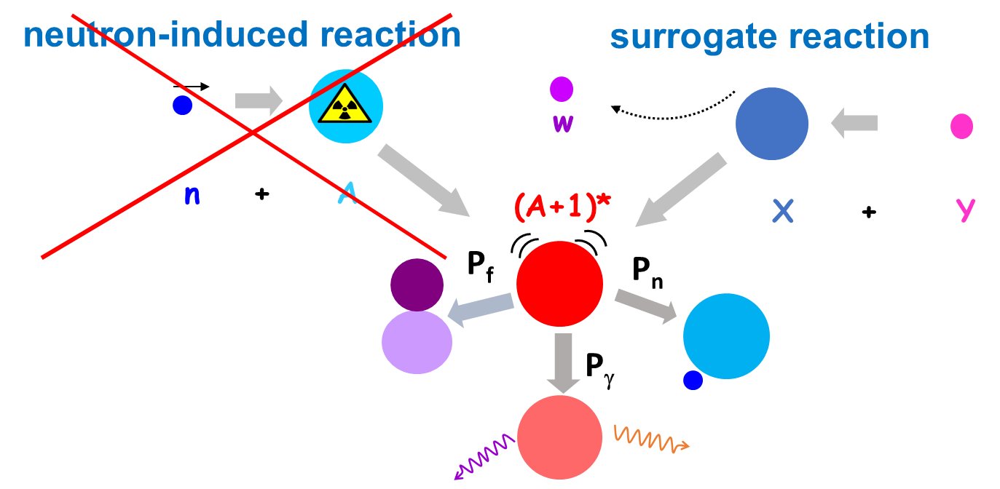 neutron-induced reaction
surrogate reaction
n + A
w
X + y
(A+1)*
Pf
Pn
Pγ